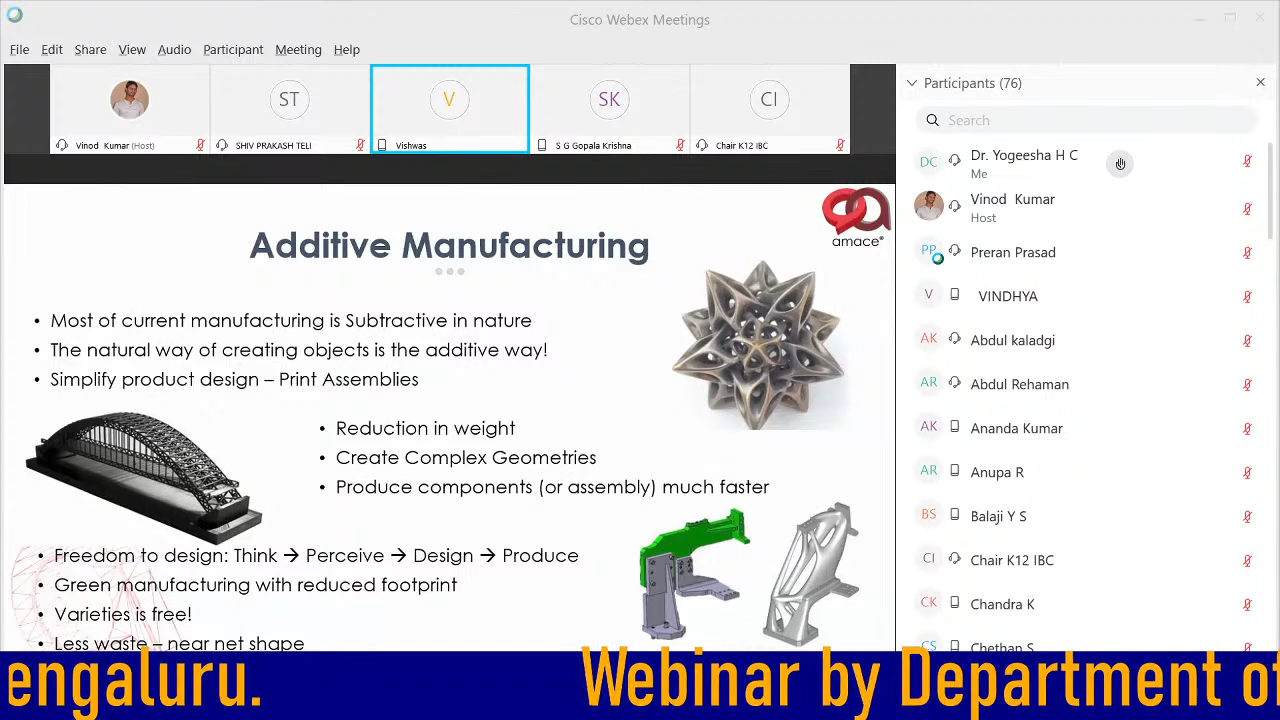 Cisco Webex Meetings
File Edit Share View Audio Participant Meeting Help
ST V SK CI
Vinod Kumar (Host) SHIV PRAKASH TELI Vishwas S G Gopala Krishna Chair K12 IBC
Additive Manufacturing
amace®
• Most of current manufacturing is Subtractive in nature
• The natural way of creating objects is the additive way!
• Simplify product design – Print Assemblies
• Reduction in weight
• Create Complex Geometries
• Produce components (or assembly) much faster
• Freedom to design: Think → Perceive → Design → Produce
• Green manufacturing with reduced footprint
• Varieties is free!
• Less waste – near net shape
Participants (76)
Search
DC Dr. Yogeesha H C
Me
Vinod Kumar
Host
PP Preran Prasad
V VINDHYA
AK Abdul kaladgi
AR Abdul Rehaman
AK Ananda Kumar
AR Anupa R
BS Balaji Y S
CI Chair K12 IBC
CK Chandra K
CS Chethan S
engaluru. Webinar by Department of